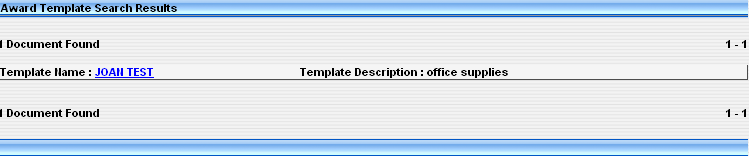 Award Template Search Results
1 Document Found 1 - 1
Template Name : JOAN TEST Template Description : office supplies
1 Document Found 1 - 1